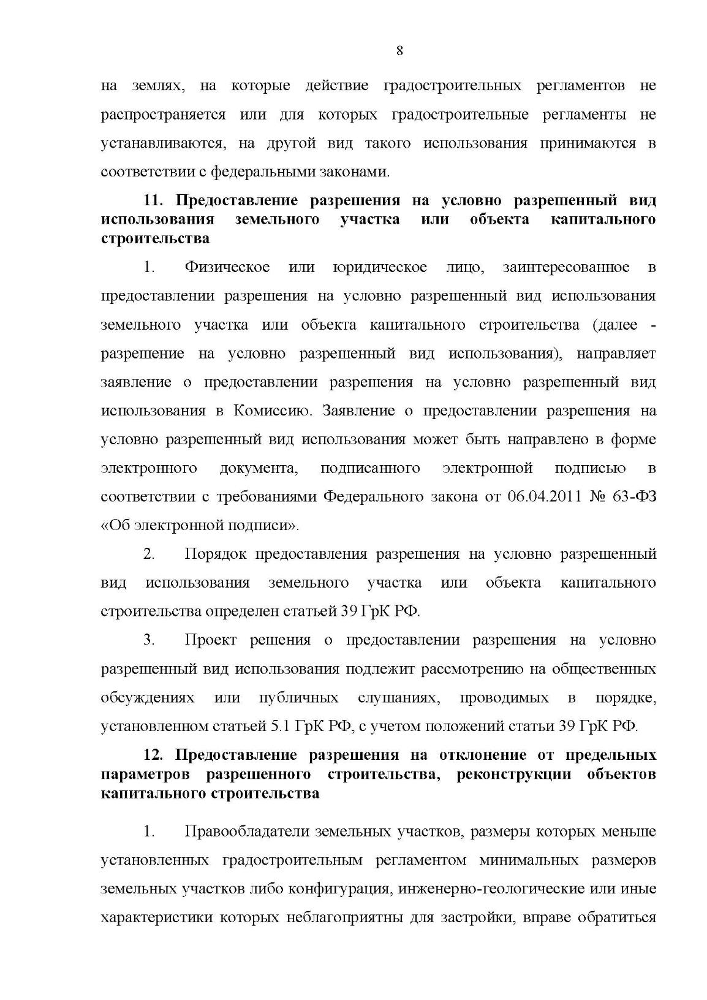 8
на землях, на которые действие градостроительных регламентов не
распространяется или для которых градостроительные регламенты не
устанавливаются, на другой вид такого использования принимаются в
соответствии с федеральными законами.
11. Предоставление разрешения на условно разрешенный вид
использования земельного участка или объекта капитального
строительства
1. Физическое или юридическое лицо, заинтересованное в
предоставлении разрешения на условно разрешенный вид использования
земельного участка или объекта капитального строительства (далее -
разрешение на условно разрешенный вид использования), направляет
заявление о предоставлении разрешения на условно разрешенный вид
использования в Комиссию. Заявление о предоставлении разрешения на
условно разрешенный вид использования может быть направлено в форме
электронного документа, подписанного электронной подписью в
соответствии с требованиями Федерального закона от 06.04.2011 № 63-ФЗ
«Об электронной подписи».
2. Порядок предоставления разрешения на условно разрешенный
вид использования земельного участка или объекта капитального
строительства определен статьей 39 ГрК РФ.
3. Проект решения о предоставлении разрешения на условно
разрешенный вид использования подлежит рассмотрению на общественных
обсуждениях или публичных слушаниях, проводимых в порядке,
установленном статьей 5.1 ГрК РФ, с учетом положений статьи 39 ГрК РФ.
12. Предоставление разрешения на отклонение от предельных
параметров разрешенного строительства, реконструкции объектов
капитального строительства
1. Правообладатели земельных участков, размеры которых меньше
установленных градостроительным регламентом минимальных размеров
земельных участков либо конфигурация, инженерно-геологические или иные
характеристики которых неблагоприятны для застройки, вправе обратиться